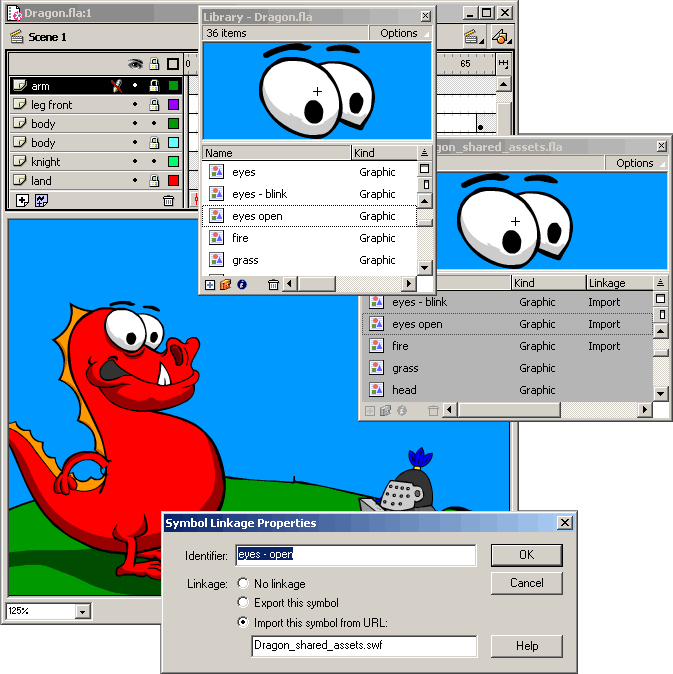 Dragon.fla:1
Scene 1
0
65
arm
leg front
body
body
knight
land
Library - Dragon.fla
36 items
Options
Name Kind
eyes Graphic
eyes - blink Graphic
eyes open Graphic
fire Graphic
grass Graphic
gon_shared_assets.fla
Options
Kind Linkage
eyes - blink Graphic Import
eyes open Graphic Import
fire Graphic Import
grass Graphic
head Graphic
125%
Symbol Linkage Properties
Identifier: eyes - open OK
Linkage: No linkage Cancel
Export this symbol
Import this symbol from URL:
Dragon_shared_assets.swf Help